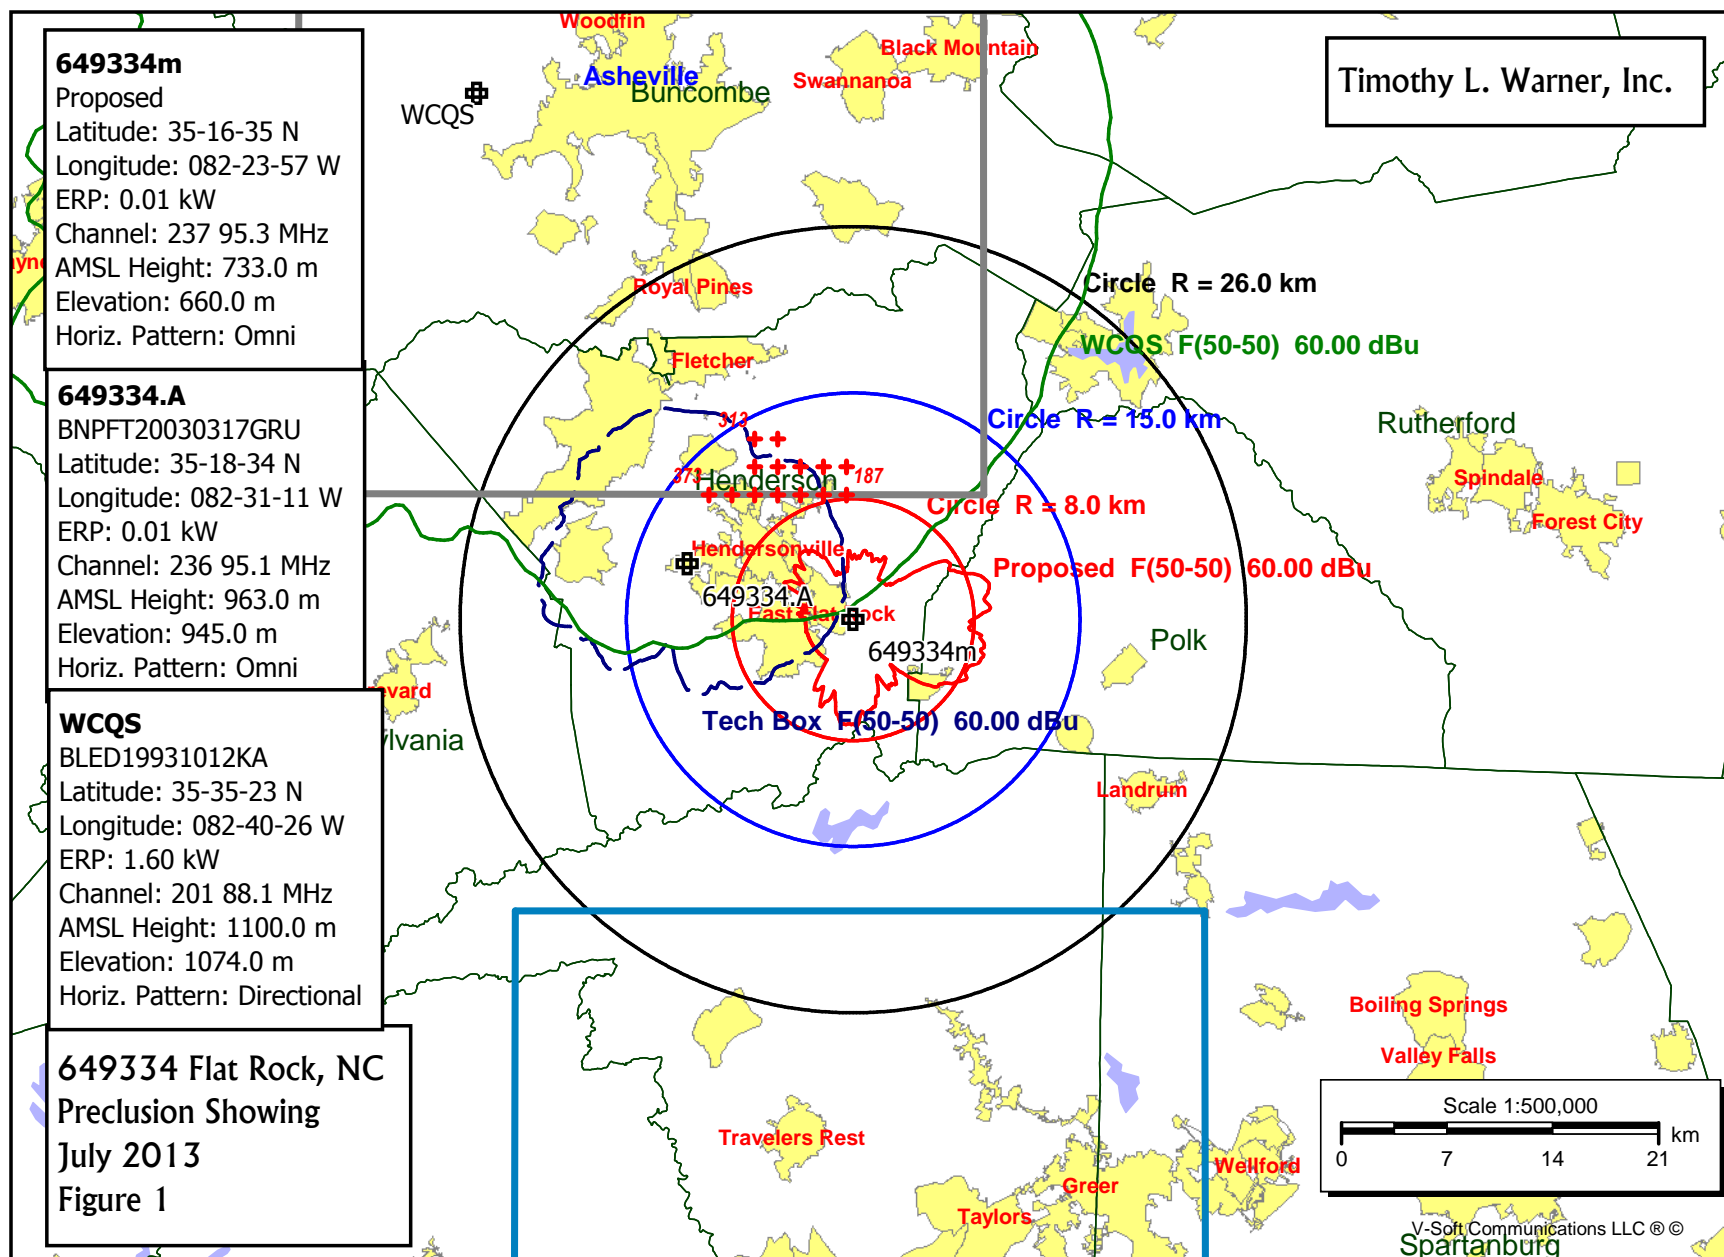 649334m
Proposed
Latitude: 35-16-35 N
Longitude: 082-23-57 W
ERP: 0.01 kW
Channel: 237 95.3 MHz
AMSL Height: 733.0 m
Elevation: 660.0 m
Horiz. Pattern: Omni
649334.A
BNPFT20030317GRU
Latitude: 35-18-34 N
Longitude: 082-31-11 W
ERP: 0.01 kW
Channel: 236 95.1 MHz
AMSL Height: 963.0 m
Elevation: 945.0 m
Horiz. Pattern: Omni
WCQS
BLED19931012KA
Latitude: 35-35-23 N
Longitude: 082-40-26 W
ERP: 1.60 kW
Channel: 201 88.1 MHz
AMSL Height: 1100.0 m
Elevation: 1074.0 m
Horiz. Pattern: Directional
649334 Flat Rock, NC
Preclusion Showing
July 2013
Figure 1
Timothy L. Warner, Inc.
Woodfin
Asheville
Buncombe
WCQS
Black Mountain
Swannanoa
Royal Pines
Fletcher
Circle R = 26.0 km
WCQS F(50-50) 60.00 dBu
Circle R = 15.0 km
Rutherford
Spindale
Forest City
313
373
Henderson
187
Circle R = 8.0 km
Hendersonville
Proposed F(50-50) 60.00 dBu
649334.A
East Flat Rock
649334m
Polk
evard
lvania
Tech Box F(50-50) 60.00 dBu
Landrum
Boiling Springs
Valley Falls
Travelers Rest
Greer
Wellford
Taylors
Scale 1:500,000
km
0 7 14 21
V-Soft Communications LLC ® ©
Spartanburg